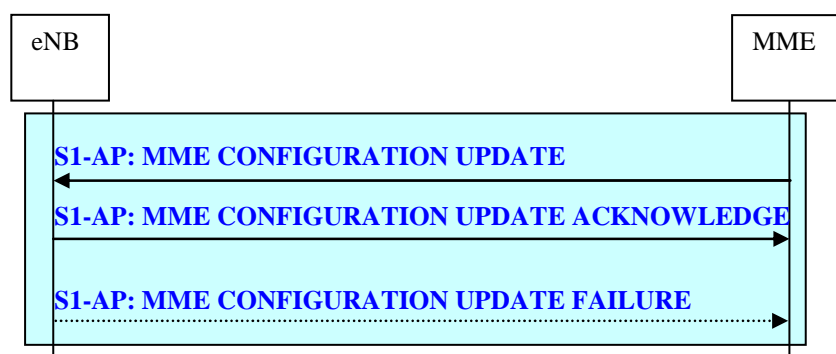 eNB
MME
S1-AP: MME CONFIGURATION UPDATE
S1-AP: MME CONFIGURATION UPDATE ACKNOWLEDGE
S1-AP: MME CONFIGURATION UPDATE FAILURE